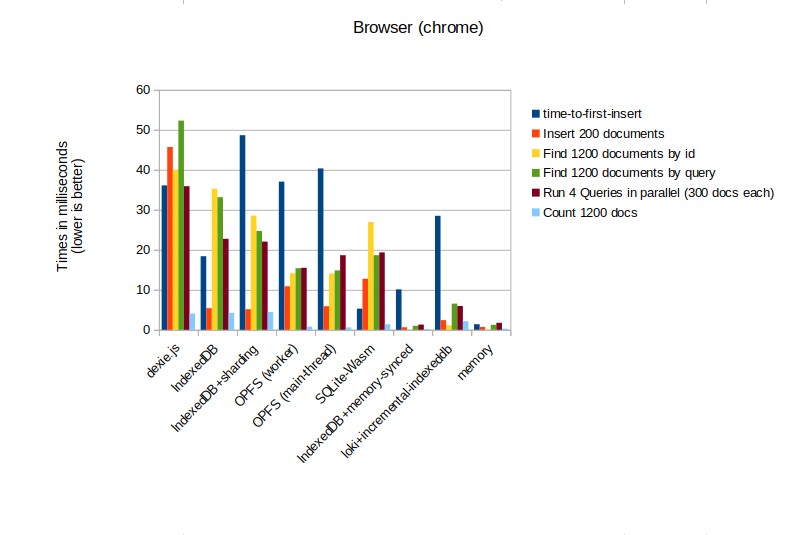 Browser (chrome)
Times in milliseconds
(lower is better)
60
50
40
30
20
10
0
dexie.js
IndexedDB
IndexedDB+sharding
OPFS (worker)
OPFS (main-thread)
SQLite-Wasm
IndexedDB+memory-synced
loki+incremental-indexeddb
memory
time-to-first-insert
Insert 200 documents
Find 1200 documents by id
Find 1200 documents by query
Run 4 Queries in parallel (300 docs each)
Count 1200 docs